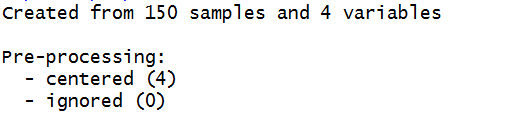 Created from 150 samples and 4 variables
Pre-processing:
- centered (4)
- ignored (0)